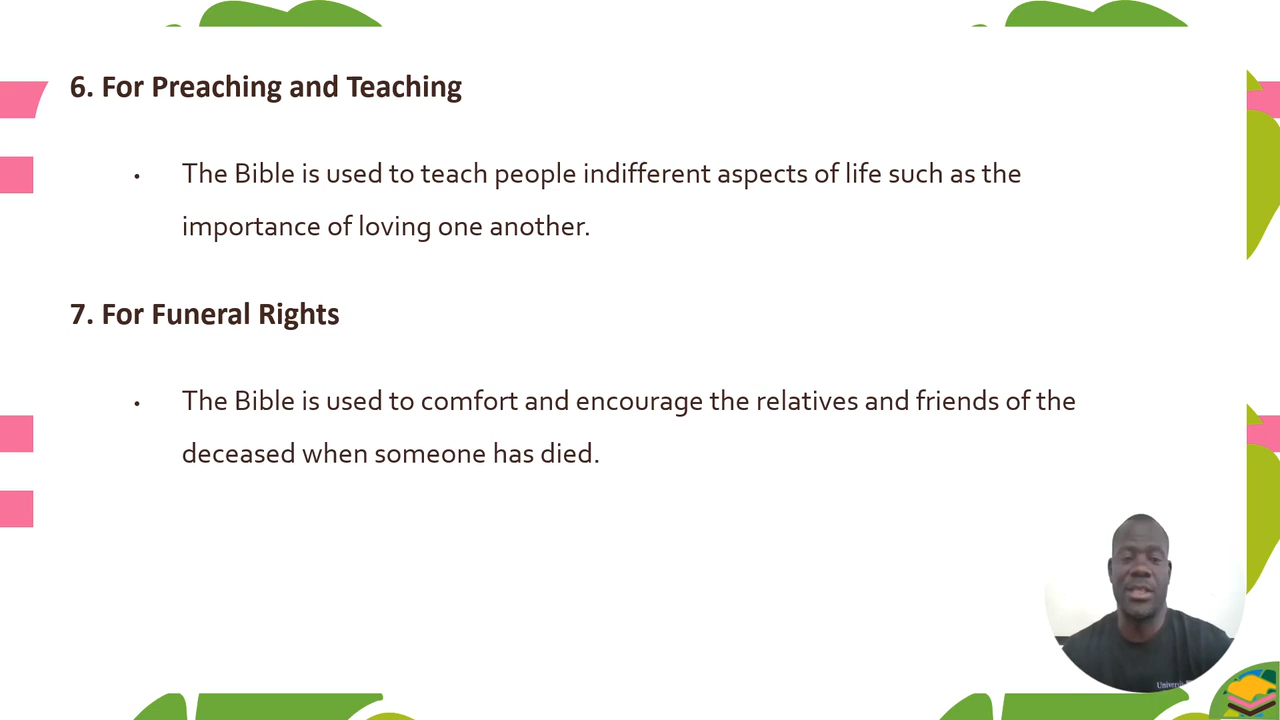 6. For Preaching and Teaching
• The Bible is used to teach people indifferent aspects of life such as the
importance of loving one another.
7. For Funeral Rights
• The Bible is used to comfort and encourage the relatives and friends of the
deceased when someone has died.